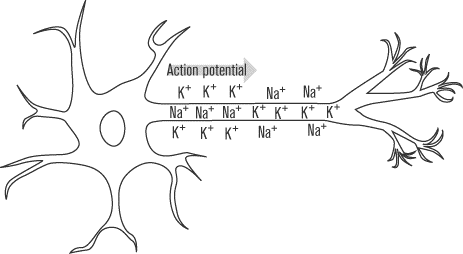 Action potential
K⁺ K⁺ K⁺ Na⁺ Na⁺
Na⁺ Na⁺ Na⁺ K⁺ K⁺ K⁺ K⁺
K⁺ K⁺ K⁺ Na⁺ Na⁺